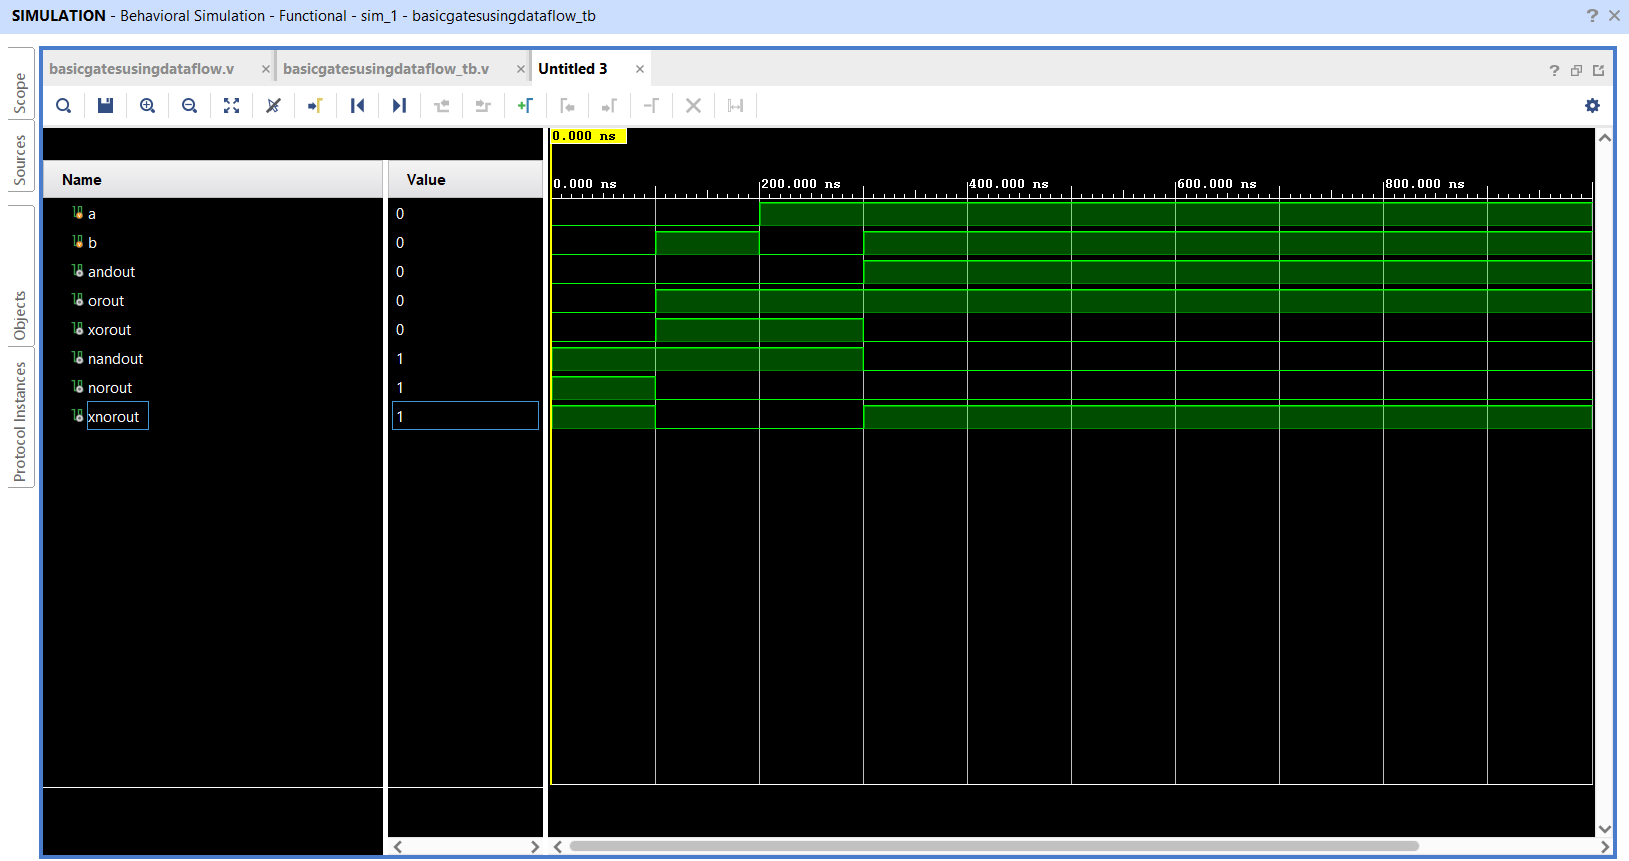 SIMULATION - Behavioral Simulation - Functional - sim_1 - basicgatesusingdataflow_tb
Scope
Sources
Objects
Protocol Instances
basicgatesusingdataflow.v
basicgatesusingdataflow_tb.v
Untitled 3
0.000 ns
Name Value
0.000 ns 200.000 ns 400.000 ns 600.000 ns 800.000 ns
a 0
b 0
andout 0
orout 0
xorout 0
nandout 1
norout 1
xnorout 1